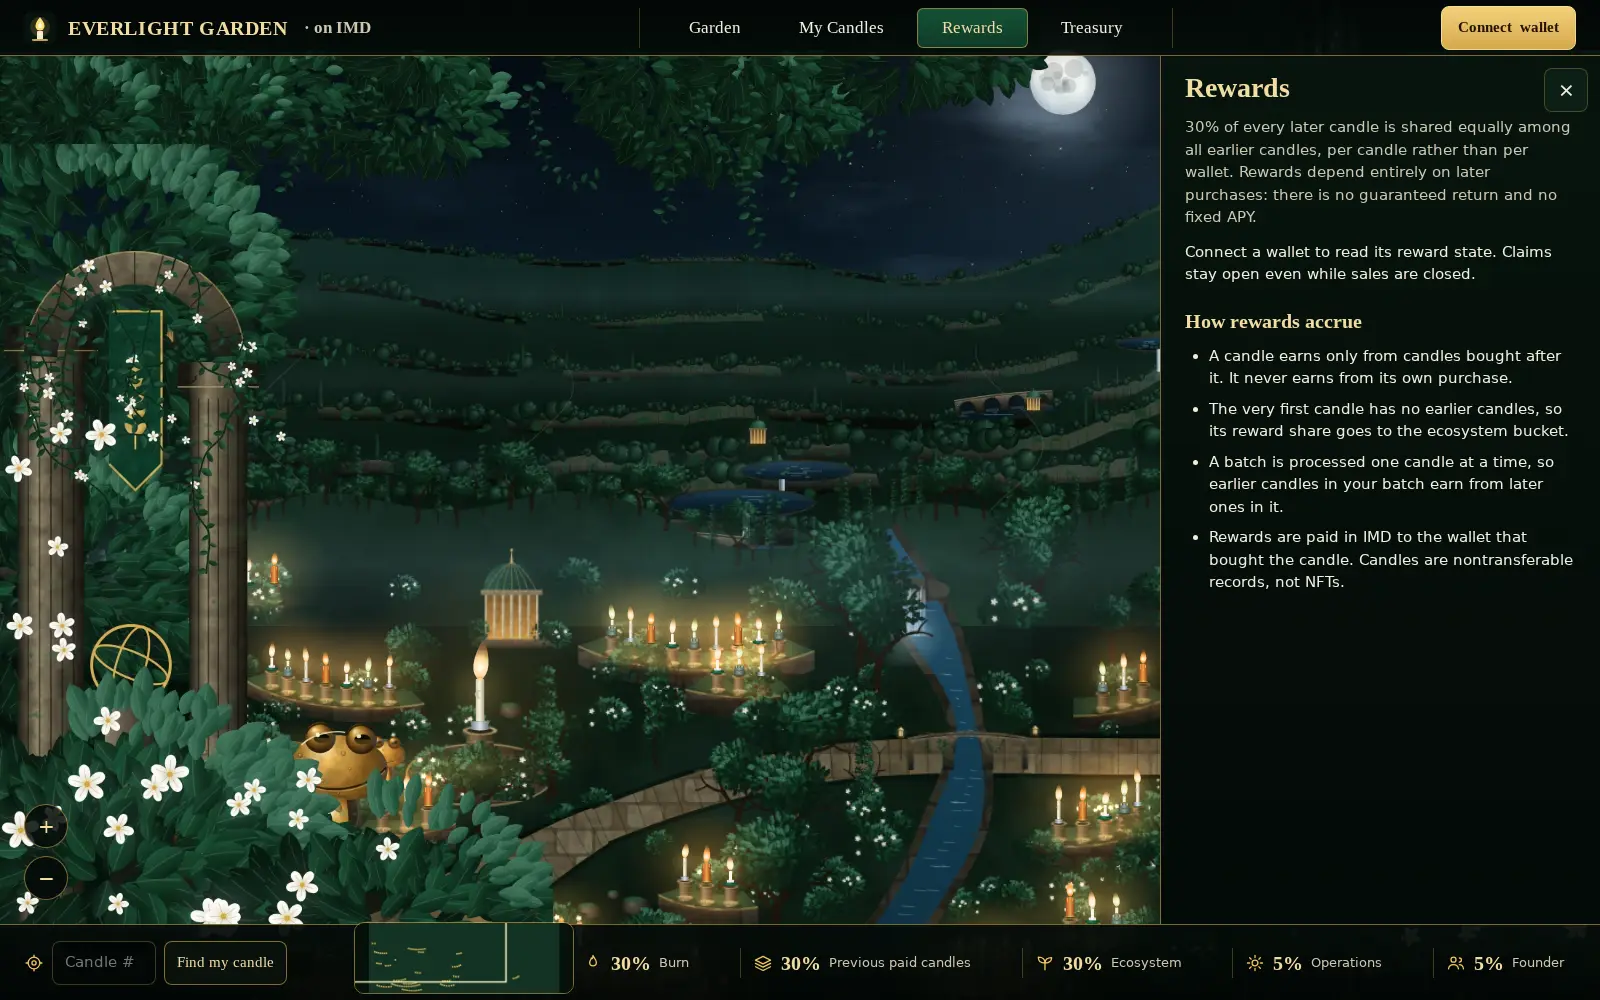 EVERLIGHT GARDEN · on IMD
Garden
My Candles
Rewards
Treasury
Connect wallet
Rewards
30% of every later candle is shared equally among
all earlier candles, per candle rather than per
wallet. Rewards depend entirely on later
purchases: there is no guaranteed return and no
fixed APY.
Connect a wallet to read its reward state. Claims
stay open even while sales are closed.
How rewards accrue
• A candle earns only from candles bought after
it. It never earns from its own purchase.
• The very first candle has no earlier candles, so
its reward share goes to the ecosystem bucket.
• A batch is processed one candle at a time, so
earlier candles in your batch earn from later
ones in it.
• Rewards are paid in IMD to the wallet that
bought the candle. Candles are nontransferable
records, not NFTs.
+
−
Candle #
Find my candle
30% Burn
30% Previous paid candles
30% Ecosystem
5% Operations
5% Founder